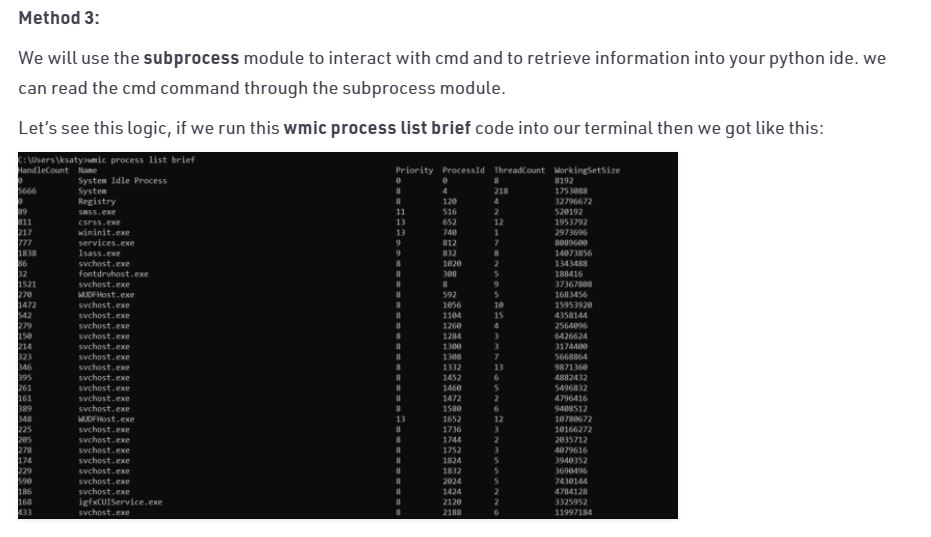 Method 3:
We will use the subprocess module to interact with cmd and to retrieve information into your python ide. we
can read the cmd command through the subprocess module.
Let's see this logic, if we run this wmic process list brief code into our terminal then we got like this:
C:\Users\ksaty>wmic process list brief
HandleCount Name Priority ProcessId ThreadCount WorkingSetSize
0 System Idle Process 0 0 8 8192
5666 System 8 4 218 1753088
0 Registry 8 120 4 32796672
89 smss.exe 11 516 2 520192
811 csrss.exe 13 652 12 1953792
217 wininit.exe 13 740 1 2973696
777 services.exe 9 812 7 8089600
1838 lsass.exe 9 832 8 14073856
86 svchost.exe 8 1020 2 1343488
32 fontdrvhost.exe 8 308 5 188416
1521 svchost.exe 8 8 9 37367808
270 WUDFHost.exe 8 592 5 1683456
1472 svchost.exe 8 1056 10 15953920
542 svchost.exe 8 1104 15 4358144
279 svchost.exe 8 1260 4 2564096
150 svchost.exe 8 1284 3 6426624
214 svchost.exe 8 1300 3 3174400
323 svchost.exe 8 1308 7 5668864
346 svchost.exe 8 1332 13 9871360
395 svchost.exe 8 1452 6 4882432
261 svchost.exe 8 1460 5 5496832
161 svchost.exe 8 1472 2 4796416
389 svchost.exe 8 1580 6 9408512
348 WUDFHost.exe 13 1652 12 10780672
225 svchost.exe 8 1736 3 10166272
205 svchost.exe 8 1744 2 2035712
278 svchost.exe 8 1752 3 4079616
174 svchost.exe 8 1824 5 3940352
229 svchost.exe 8 1832 5 3690496
590 svchost.exe 8 2024 5 7430144
186 svchost.exe 8 1424 2 4784128
168 igfxCUIService.exe 8 2120 2 3325952
433 svchost.exe 8 2188 6 11997184